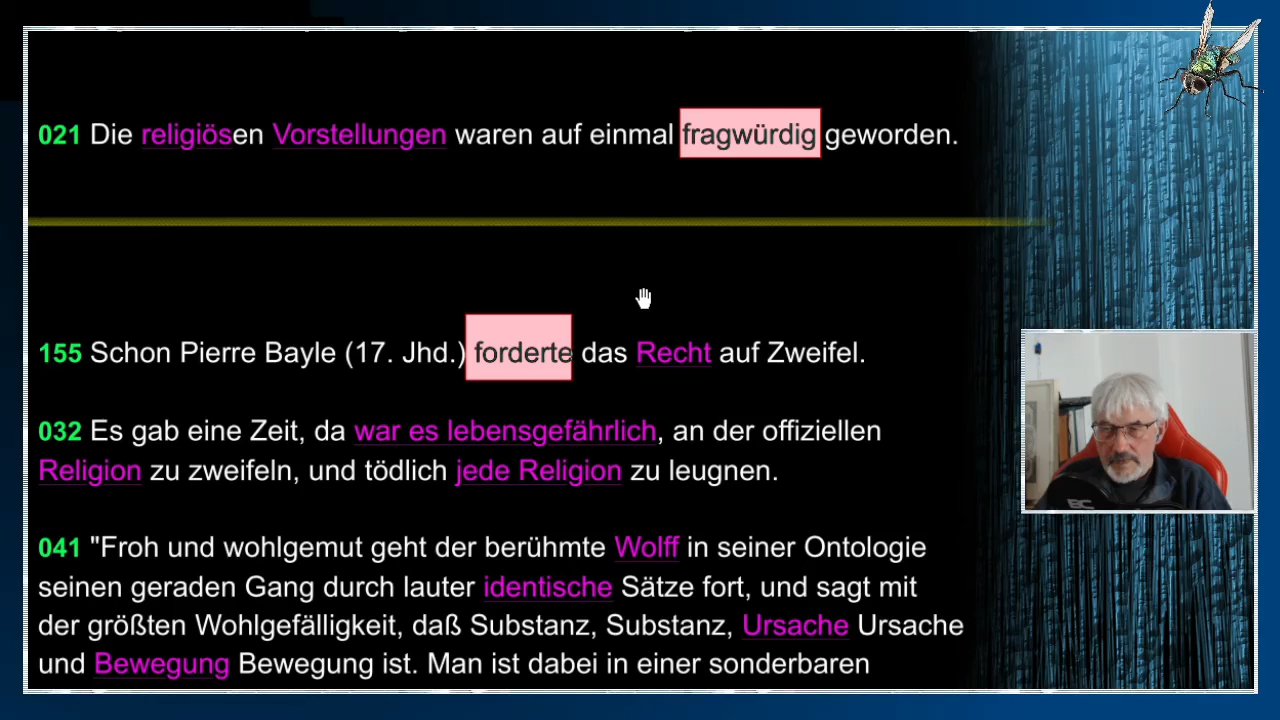 021 Die religiösen Vorstellungen waren auf einmal fragwürdig geworden.
155 Schon Pierre Bayle (17. Jhd.) forderte das Recht auf Zweifel.
032 Es gab eine Zeit, da war es lebensgefährlich, an der offiziellen
Religion zu zweifeln, und tödlich jede Religion zu leugnen.
041 "Froh und wohlgemut geht der berühmte Wolff in seiner Ontologie
seinen geraden Gang durch lauter identische Sätze fort, und sagt mit
der größten Wohlgefälligkeit, daß Substanz, Substanz, Ursache Ursache
und Bewegung Bewegung ist. Man ist dabei in einer sonderbaren